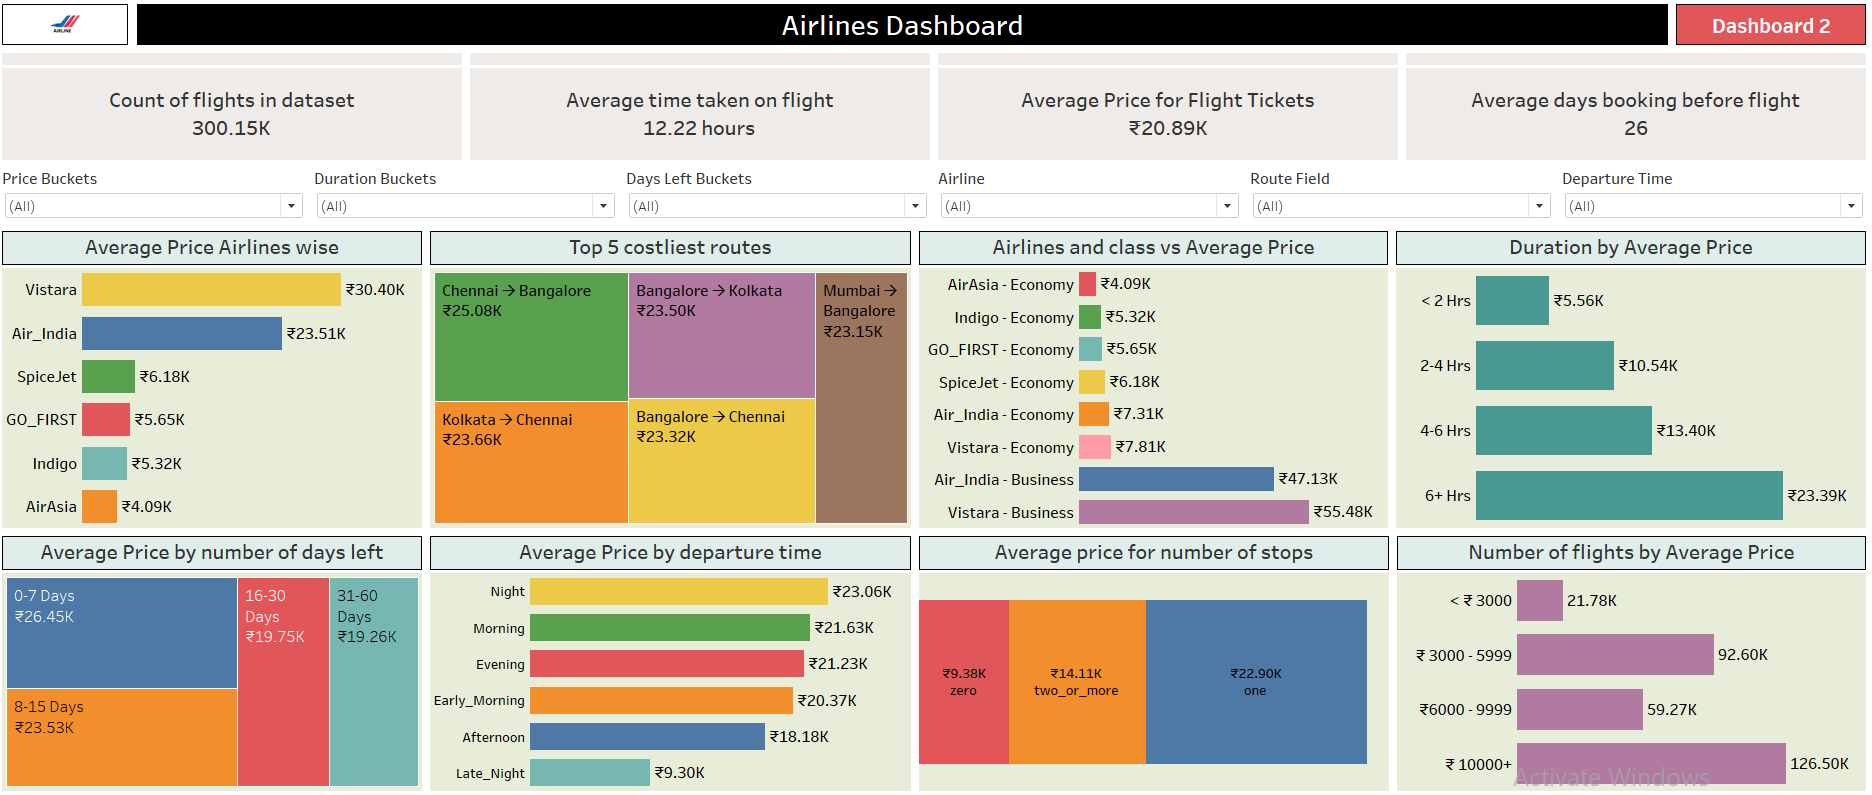 AIRLINE
Airlines Dashboard
Dashboard 2
Count of flights in dataset
300.15K
Average time taken on flight
12.22 hours
Average Price for Flight Tickets
₹20.89K
Average days booking before flight
26
Price Buckets
(All)
Duration Buckets
(All)
Days Left Buckets
(All)
Airline
(All)
Route Field
(All)
Departure Time
(All)
Average Price Airlines wise
Vistara ₹30.40K
Air_India ₹23.51K
SpiceJet ₹6.18K
GO_FIRST ₹5.65K
Indigo ₹5.32K
AirAsia ₹4.09K
Top 5 costliest routes
Chennai → Bangalore
₹25.08K
Kolkata → Chennai
₹23.66K
Bangalore → Kolkata
₹23.50K
Bangalore → Chennai
₹23.32K
Mumbai →
Bangalore
₹23.15K
Airlines and class vs Average Price
AirAsia - Economy ₹4.09K
Indigo - Economy ₹5.32K
GO_FIRST - Economy ₹5.65K
SpiceJet - Economy ₹6.18K
Air_India - Economy ₹7.31K
Vistara - Economy ₹7.81K
Air_India - Business ₹47.13K
Vistara - Business ₹55.48K
Duration by Average Price
< 2 Hrs ₹5.56K
2-4 Hrs ₹10.54K
4-6 Hrs ₹13.40K
6+ Hrs ₹23.39K
Average Price by number of days left
0-7 Days
₹26.45K
8-15 Days
₹23.53K
16-30
Days
₹19.75K
31-60
Days
₹19.26K
Average Price by departure time
Night ₹23.06K
Morning ₹21.63K
Evening ₹21.23K
Early_Morning ₹20.37K
Afternoon ₹18.18K
Late_Night ₹9.30K
Average price for number of stops
₹9.38K
zero
₹14.11K
two_or_more
₹22.90K
one
Number of flights by Average Price
< ₹ 3000 21.78K
₹ 3000 - 5999 92.60K
₹6000 - 9999 59.27K
₹ 10000+ 126.50K
Activate Windows